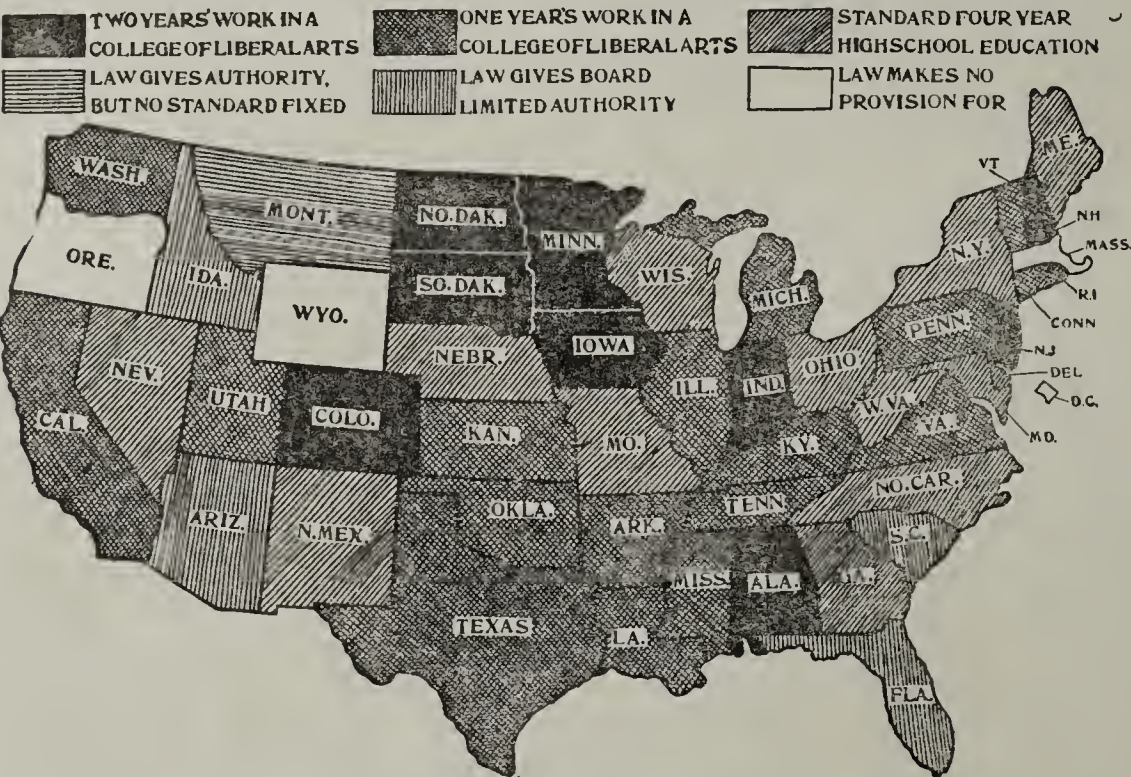 TWO YEARS' WORK IN A
COLLEGE OF LIBERAL ARTS
ONE YEAR'S WORK IN A
COLLEGE OF LIBERAL ARTS
STANDARD FOUR YEAR
HIGH SCHOOL EDUCATION
LAW GIVES AUTHORITY,
BUT NO STANDARD FIXED
LAW GIVES BOARD
LIMITED AUTHORITY
LAW MAKES NO
PROVISION FOR
WASH.
MONT.
NO. DAK.
MINN.
VT
ME.
NH
MASS.
ORE.
IDA.
WYO.
SO. DAK.
WIS.
MICH.
N.Y.
R.I
CONN
NEV.
UTAH
COLO.
NEBR.
IOWA
ILL.
IND.
OHIO
PENN.
N.J
DEL
D.C.
MD.
CAL.
KAN.
MO.
KY.
W. VA.
VA.
ARIZ.
N. MEX.
OKLA.
ARK.
TENN.
NO. CAR.
S.C.
TEXAS
LA.
MISS.
ALA.
GA.
FLA.